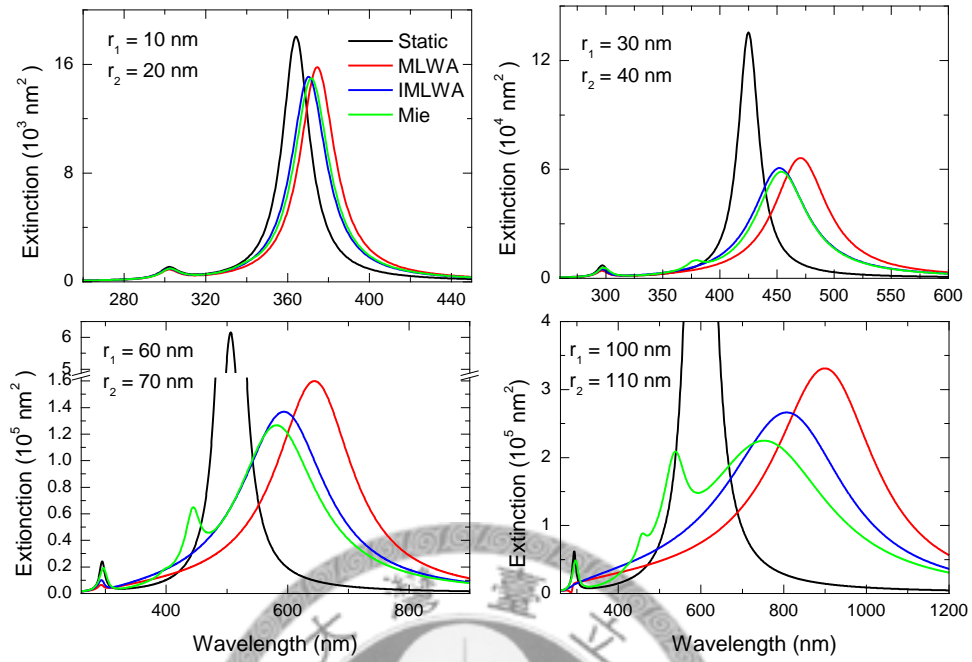 r1 = 10 nm
r2 = 20 nm
Static
MLWA
IMLWA
Mie
Extinction (10^3 nm^2)
16
8
0
280 320 360 400 440
r1 = 30 nm
r2 = 40 nm
Extinction (10^4 nm^2)
12
6
0
300 350 400 450 500 550 600
r1 = 60 nm
r2 = 70 nm
Extionction (10^5 nm^2)
6
5
1.6
1.4
1.2
1.0
0.8
0.6
0.4
0.2
0.0
400 600 800
Wavelength (nm)
r1 = 100 nm
r2 = 110 nm
Extinction (10^5 nm^2)
4
3
2
1
0
400 600 800 1000 1200
Wavelength (nm)
大 臺 立